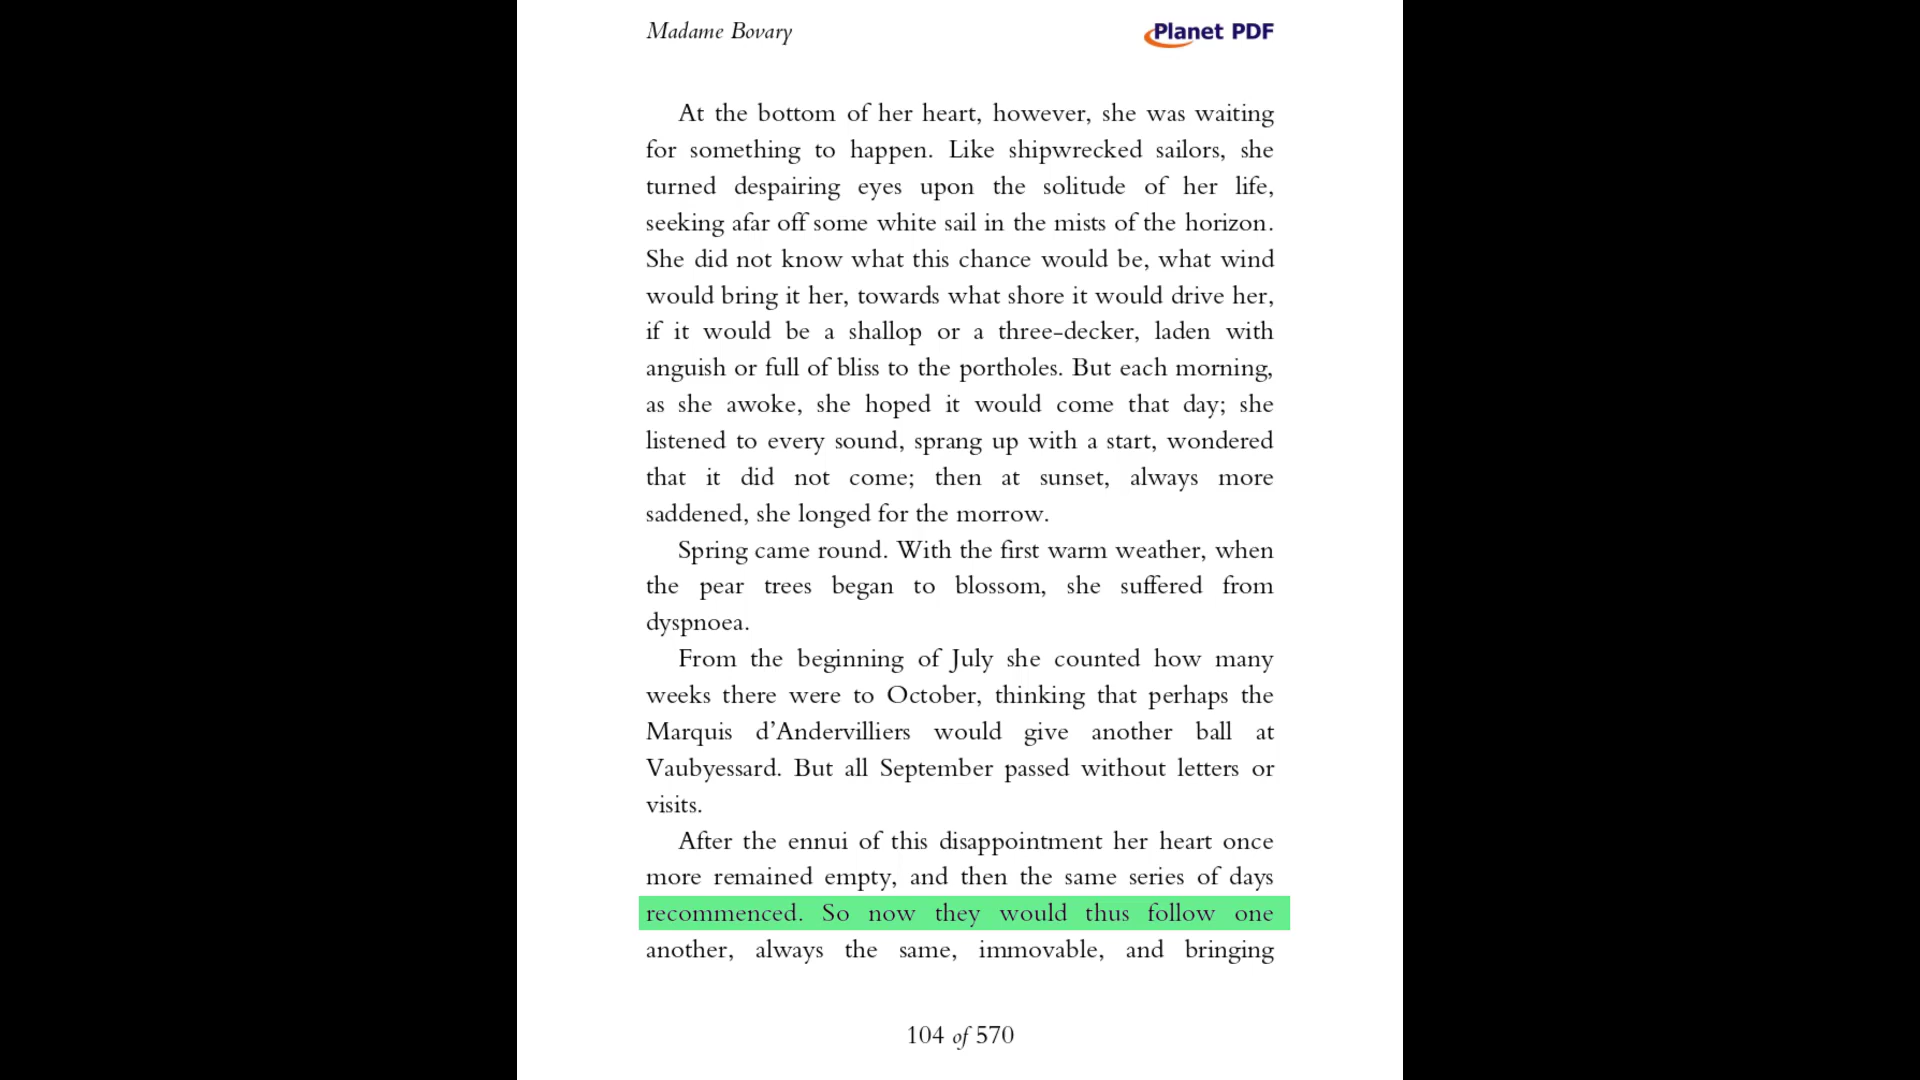 Madame Bovary
Planet PDF
At the bottom of her heart, however, she was waiting
for something to happen. Like shipwrecked sailors, she
turned despairing eyes upon the solitude of her life,
seeking afar off some white sail in the mists of the horizon.
She did not know what this chance would be, what wind
would bring it her, towards what shore it would drive her,
if it would be a shallop or a three-decker, laden with
anguish or full of bliss to the portholes. But each morning,
as she awoke, she hoped it would come that day; she
listened to every sound, sprang up with a start, wondered
that it did not come; then at sunset, always more
saddened, she longed for the morrow.
Spring came round. With the first warm weather, when
the pear trees began to blossom, she suffered from
dyspnoea.
From the beginning of July she counted how many
weeks there were to October, thinking that perhaps the
Marquis d’Andervilliers would give another ball at
Vaubyessard. But all September passed without letters or
visits.
After the ennui of this disappointment her heart once
more remained empty, and then the same series of days
recommenced. So now they would thus follow one
another, always the same, immovable, and bringing
104 of 570